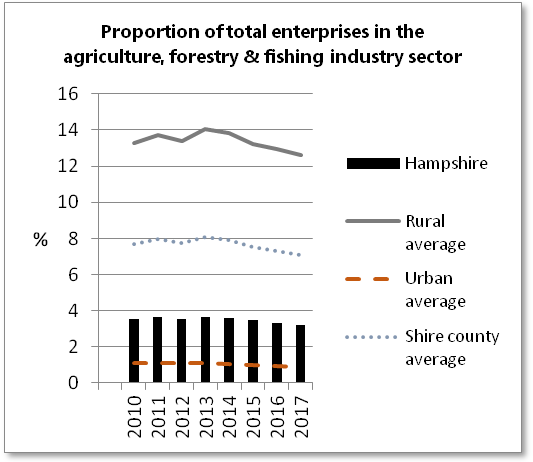 Proportion of total enterprises in the
agriculture, forestry & fishing industry sector
16
14
12
10
8
6
4
2
0
%
2010
2011
2012
2013
2014
2015
2016
2017
Hampshire
Rural
average
Urban
average
Shire county
average